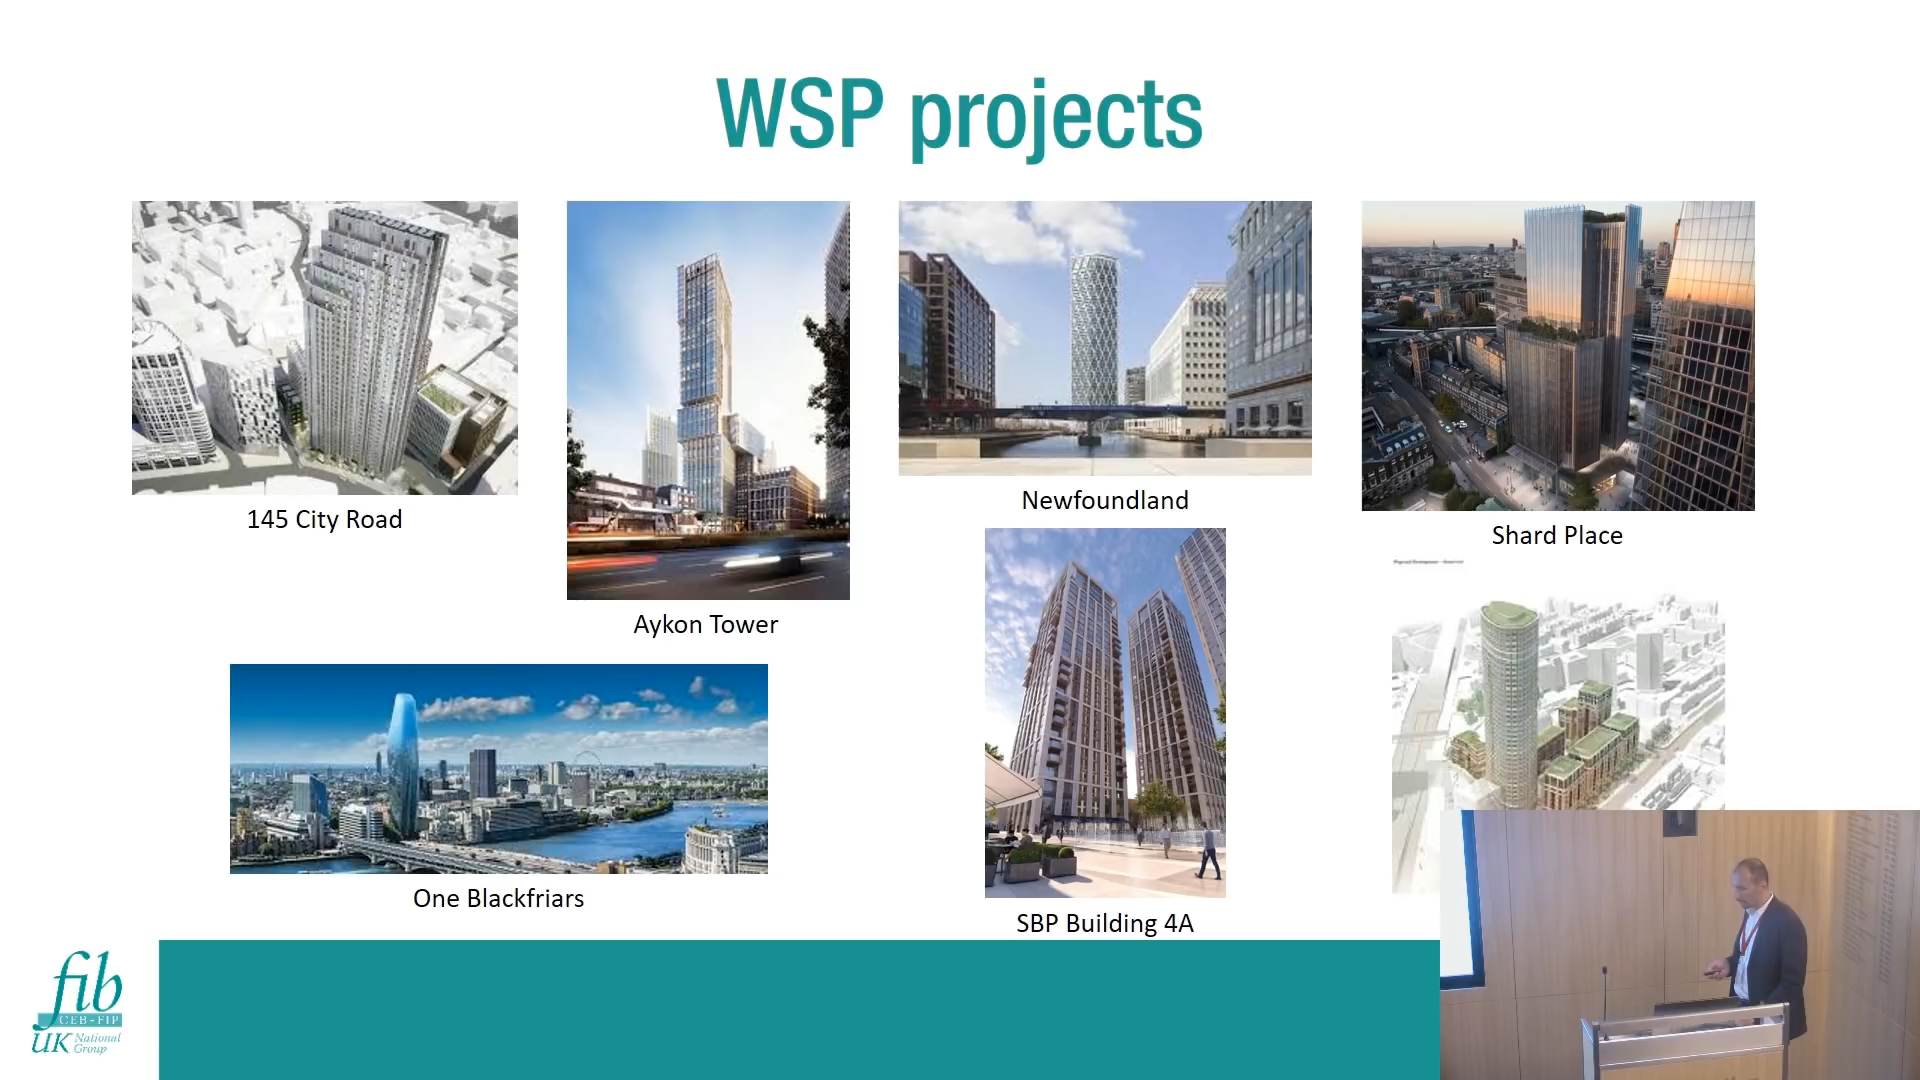 WSP projects
145 City Road
Aykon Tower
Newfoundland
Shard Place
One Blackfriars
SBP Building 4A
fib
CEB-FIP
UK National
Group